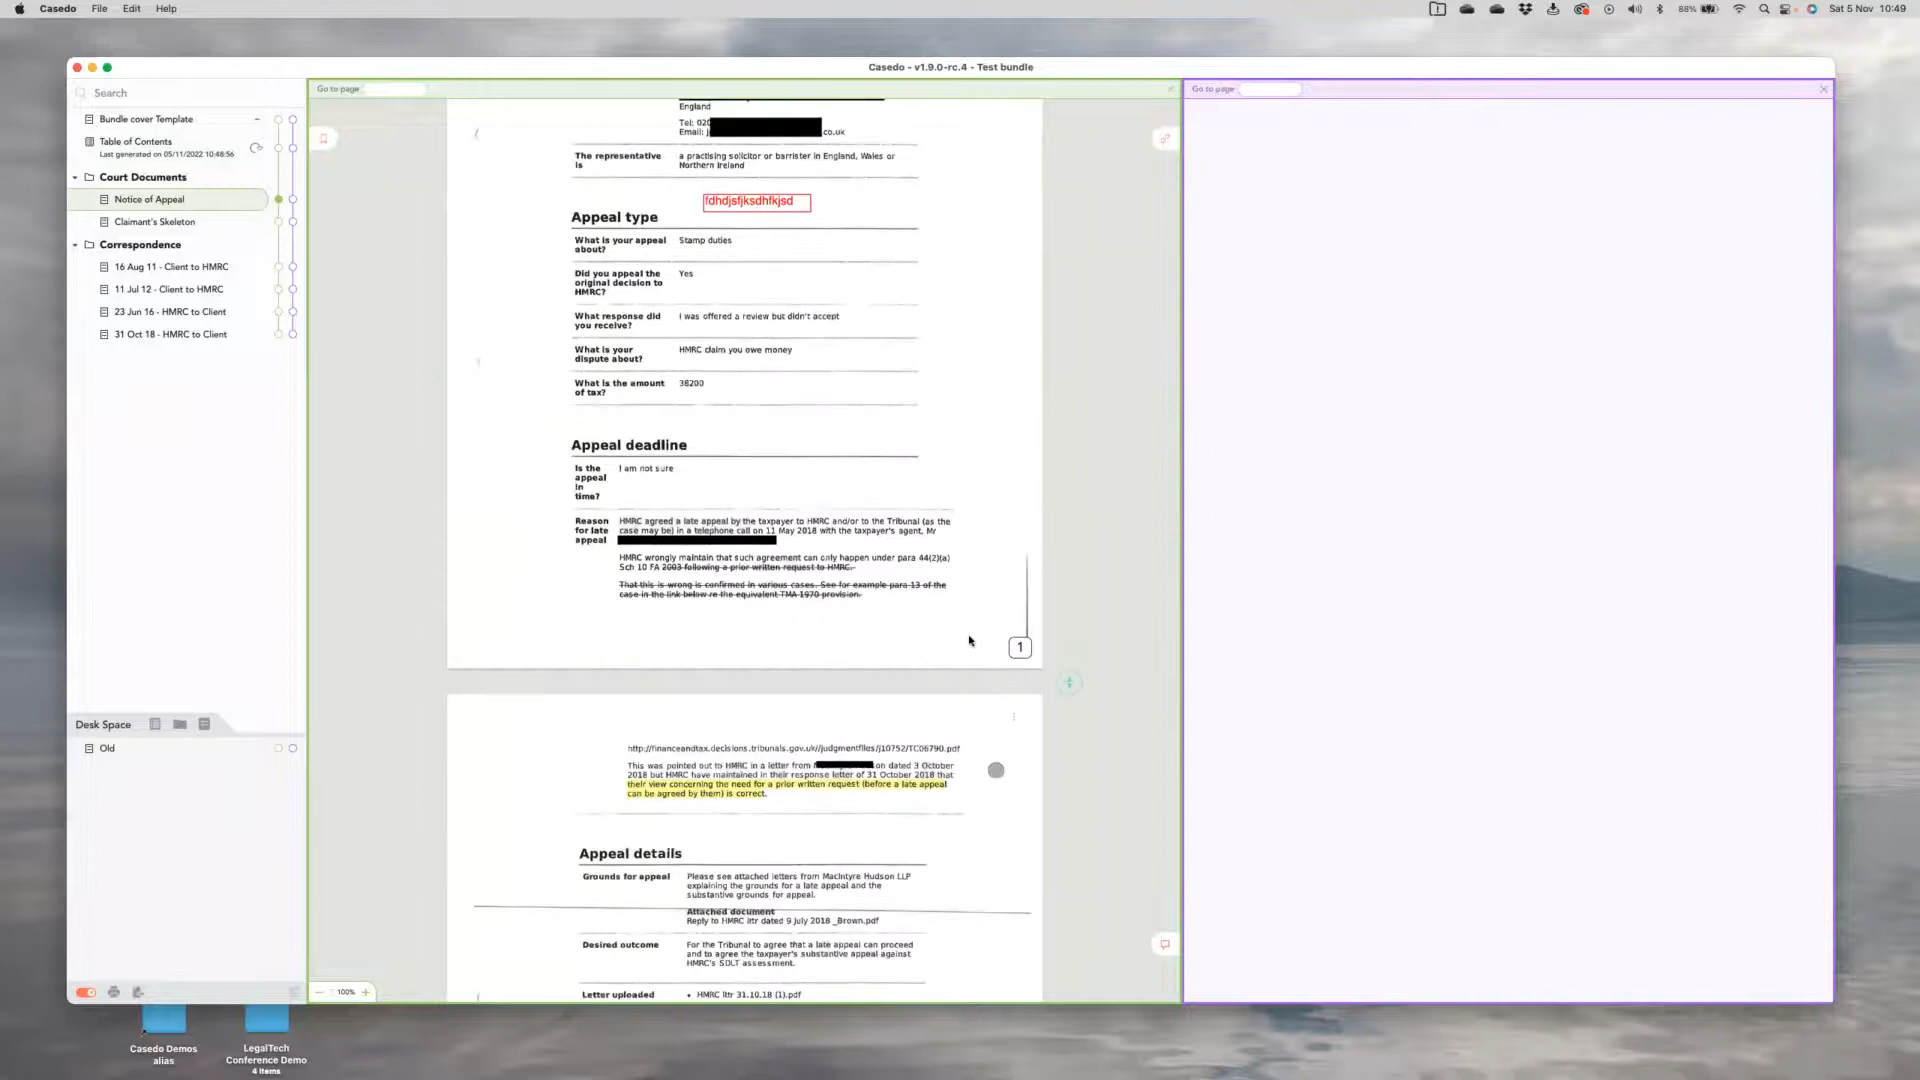 Casedo File Edit Help
88% Sat 5 Nov 10:49
Casedo - v1.9.0-rc.4 - Test bundle
Search
Bundle cover Template
Table of Contents
Last generated on 05/11/2022 10:48:56
Court Documents
Notice of Appeal
Claimant's Skeleton
Correspondence
16 Aug 11 - Client to HMRC
11 Jul 12 - Client to HMRC
23 Jun 16 - HMRC to Client
31 Oct 18 - HMRC to Client
Desk Space
Old
Go to page
England
Tel: 020
Email: j .co.uk
The representative is
a practising solicitor or barrister in England, Wales or
Northern Ireland
fdhdjsfjksdhfkjsd
Appeal type
What is your appeal about?
Stamp duties
Did you appeal the original decision to HMRC?
Yes
What response did you receive?
I was offered a review but didn't accept
What is your dispute about?
HMRC claim you owe money
What is the amount of tax?
38200
Appeal deadline
Is the appeal in time?
I am not sure
Reason for late appeal
HMRC agreed a late appeal by the taxpayer to HMRC and/or to the Tribunal (as the
case may be) in a telephone call on 11 May 2018 with the taxpayer's agent, Mr
HMRC wrongly maintain that such agreement can only happen under para 44(2)(a)
Sch 10 FA 2003 following a prior written request to HMRC.
That this is wrong is confirmed in various cases. See for example para 13 of the
case in the link below re the equivalent TMA 1970 provision.
1
http://financeandtax.decisions.tribunals.gov.uk//judgmentfiles/j10752/TC06790.pdf
This was pointed out to HMRC in a letter from on dated 3 October
2018 but HMRC have maintained in their response letter of 31 October 2018 that
their view concerning the need for a prior written request (before a late appeal
can be agreed by them) is correct.
Appeal details
Grounds for appeal
Please see attached letters from MacIntyre Hudson LLP
explaining the grounds for a late appeal and the
substantive grounds for appeal.
Attached document
Reply to HMRC lttr dated 9 July 2018 _Brown.pdf
Desired outcome
For the Tribunal to agree that a late appeal can proceed
and to agree the taxpayer's substantive appeal against
HMRC's SDLT assessment.
Letter uploaded
• HMRC lttr 31.10.18 (1).pdf
100%
Go to page
Casedo Demos
alias
LegalTech
Conference Demo
4 items